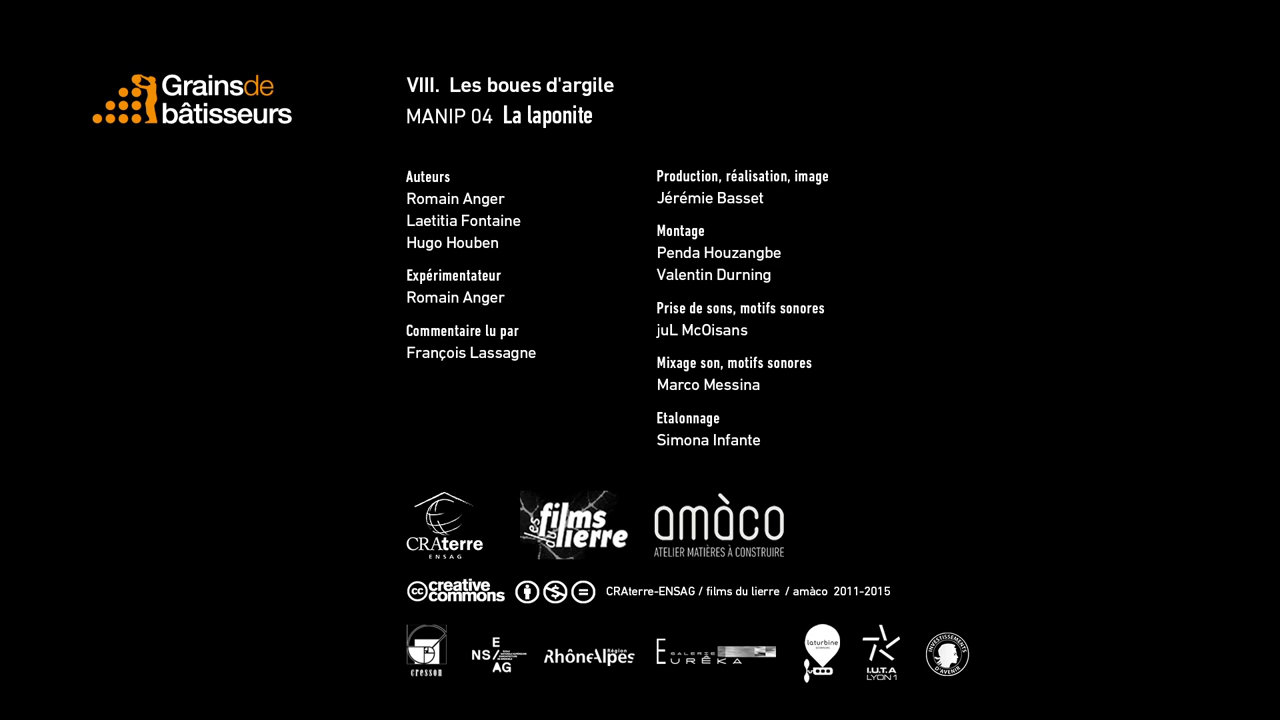 Grainsde
bâtisseurs
VIII. Les boues d'argile
MANIP 04 La laponite
Auteurs
Romain Anger
Laetitia Fontaine
Hugo Houben
Expérimentateur
Romain Anger
Commentaire lu par
François Lassagne
Production, réalisation, image
Jérémie Basset
Montage
Penda Houzangbe
Valentin Durning
Prise de sons, motifs sonores
juL McOisans
Mixage son, motifs sonores
Marco Messina
Etalonnage
Simona Infante
CRAterre
ENSAG
les films
du lierre
amàco
ATELIER MATIÈRES À CONSTRUIRE
cc creative
commons
CRAterre-ENSAG / films du lierre / amàco 2011-2015
cresson
E
NS/
AG
Région
RhôneAlpes
GALERIE
EURÊKA
laturbine
I.U.T.A
LYON 1
INVESTISSEMENTS
D'AVENIR